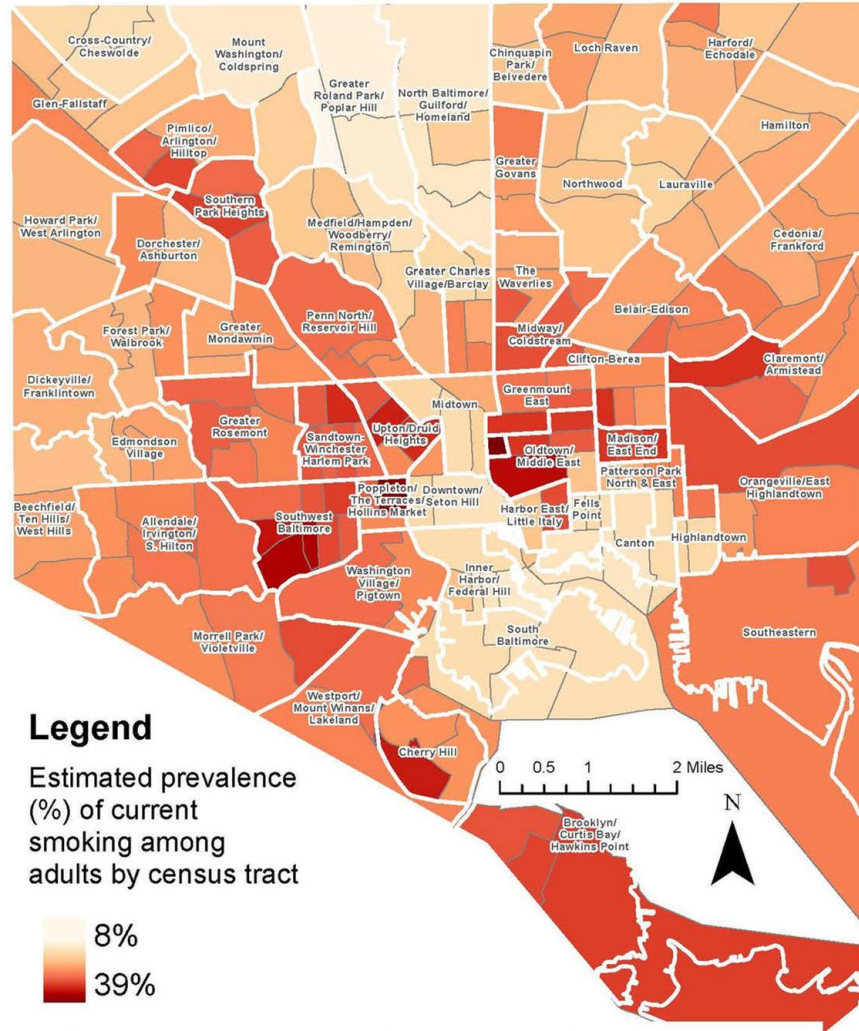 Cross-Country/
Cheswolde
Mount
Washington/
Coldspring
Greater
Roland Park/
Poplar Hill
North Baltimore/
Guilford/
Homeland
Chinquapin
Park/
Belvedere
Loch Raven
Harford/
Echodale
Glen-Fallstaff
Pimlico/
Arlington/
Hilltop
Hamilton
Greater
Govans
Northwood
Lauraville
Southern
Park Heights
Howard Park/
West Arlington
Dorchester/
Ashburton
Medfield/Hampden/
Woodberry/
Remington
Cedonia/
Frankford
Greater Charles
Village/Barclay
The
Waverlies
Penn North/
Reservoir Hill
Belair-Edison
Forest Park/
Walbrook
Greater
Mondawmin
Midway/
Coldstream
Clifton-Berea
Claremont/
Armistead
Dickeyville/
Franklintown
Greenmount
East
Midtown
Greater
Rosemont
Upton/Druid
Heights
Edmondson
Village
Sandtown-
Winchester
Harlem Park
Oldtown/
Middle East
Madison/
East End
Patterson Park
North & East
Orangeville/East
Highlandtown
Poppleton/
The Terraces/
Hollins Market
Downtown/
Seton Hill
Harbor East/
Little Italy
Fells
Point
Beechfield/
Ten Hills/
West Hills
Allendale/
Irvington/
S. Hilton
Southwest
Baltimore
Canton
Highlandtown
Washington
Village/
Pigtown
Inner
Harbor/
Federal Hill
South
Baltimore
Southeastern
Morrell Park/
Violetville
Westport/
Mount Winans/
Lakeland
Cherry Hill
Legend
Estimated prevalence
(%) of current
smoking among
adults by census tract
8%
39%
0 0.5 1 2 Miles
N
Brooklyn/
Curtis Bay/
Hawkins Point